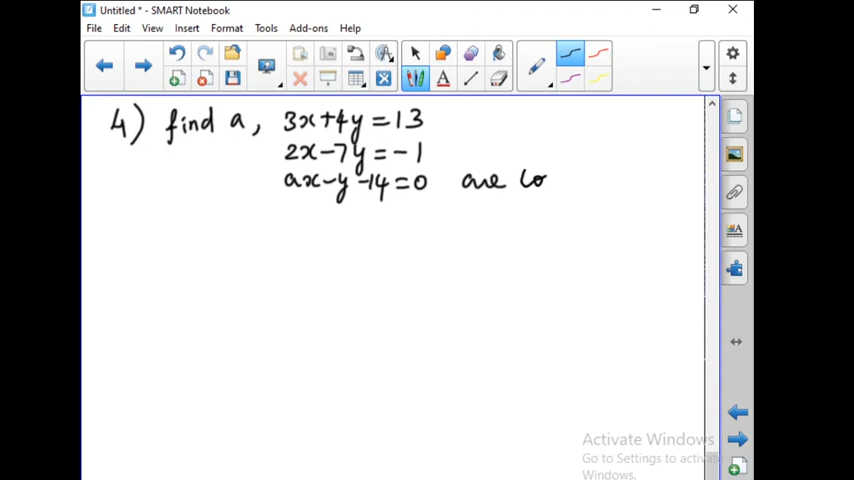 Untitled * - SMART Notebook
File Edit View Insert Format Tools Add-ons Help
4) find a, 3x+4y=13
2x-7y=-1
ax-y-14=0 are co
Activate Windows
Go to Settings to activate
Windows.